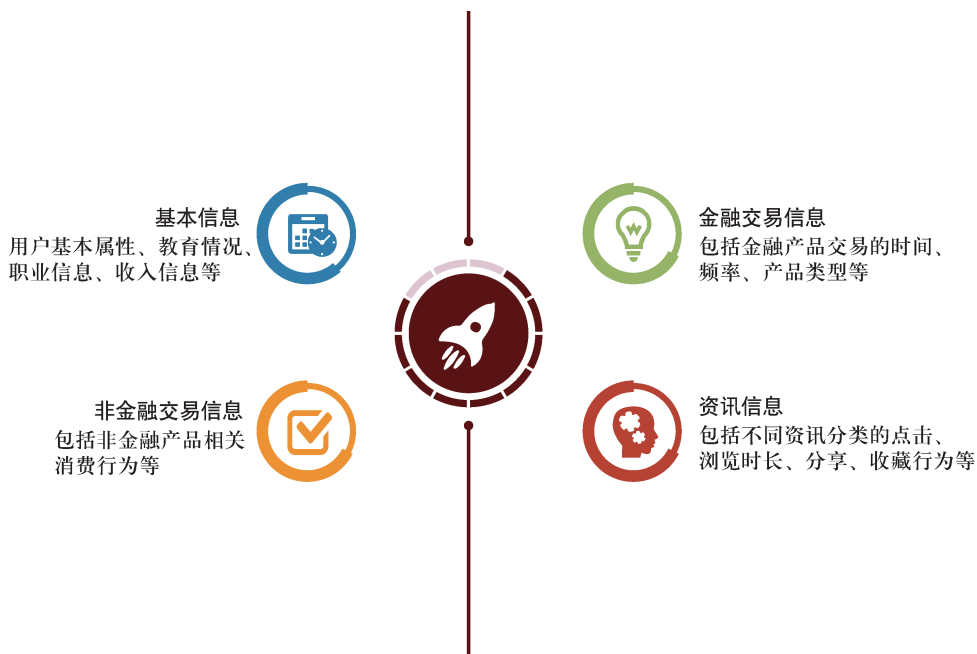 基本信息
用户基本属性、教育情况、
职业信息、收入信息等
金融交易信息
包括金融产品交易的时间、
频率、产品类型等
非金融交易信息
包括非金融产品相关
消费行为等
资讯信息
包括不同资讯分类的点击、
浏览时长、分享、收藏行为等